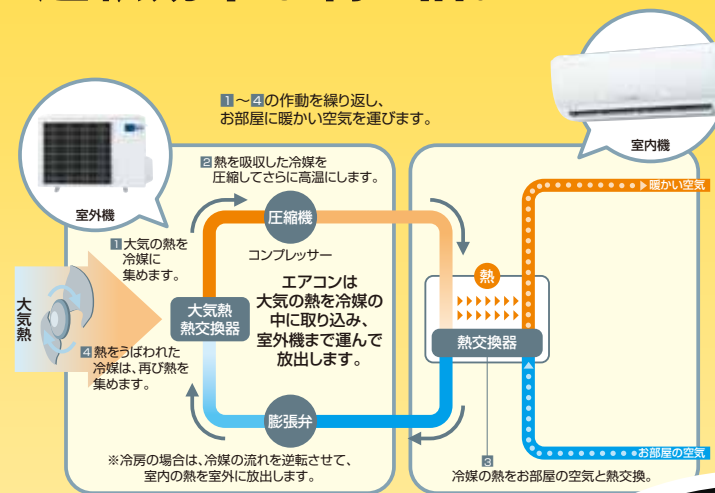 1〜4の作動を繰り返し、
お部屋に暖かい空気を運びます。
室内機
室外機
2熱を吸収した冷媒を
圧縮してさらに高温にします。
暖かい空気
圧縮機
コンプレッサー
1大気の熱を
冷媒に
集めます。
熱
エアコンは
大気の熱を冷媒の
中に取り込み、
室外機まで運んで
放出します。
大気熱
大気熱
熱交換器
熱交換器
4熱をうばわれた
冷媒は、再び熱を
集めます。
膨張弁
お部屋の空気
3
冷媒の熱をお部屋の空気と熱交換。
※冷房の場合は、冷媒の流れを逆転させて、
室内の熱を室外に放出します。